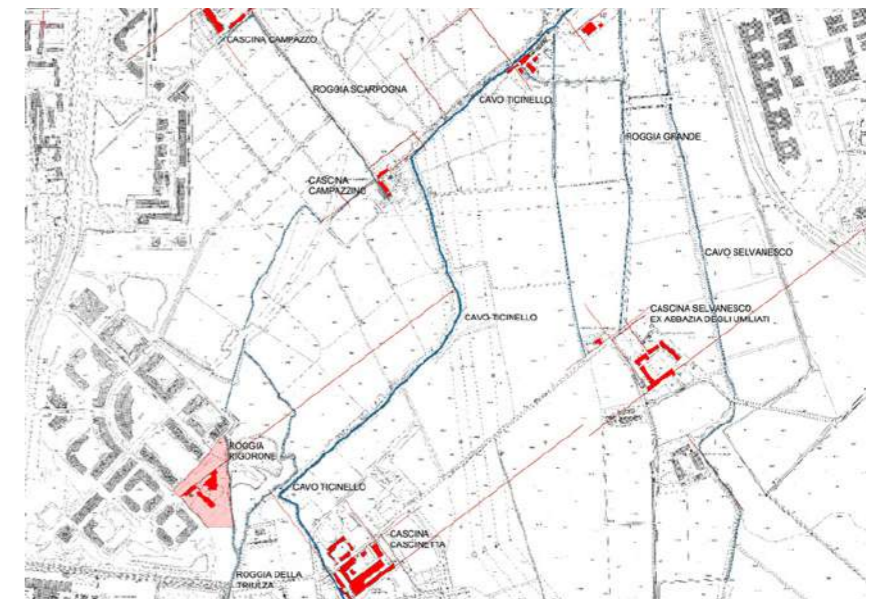 CASCINA CAMPAZZO
ROGGIA SCARPOGNA
CAVO TICINELLO
ROGGIA GRANDE
CASCINA
CAMPAZZINO
CAVO SELVANESCO
CASCINA SELVANESCO
EX ABBAZIA DEGLI UMILIATI
CAVO TICINELLO
ROGGIA
RIGORONE
CAVO TICINELLO
CASCINA
CASCINETTA
ROGGIA DELLA
TRIULZA